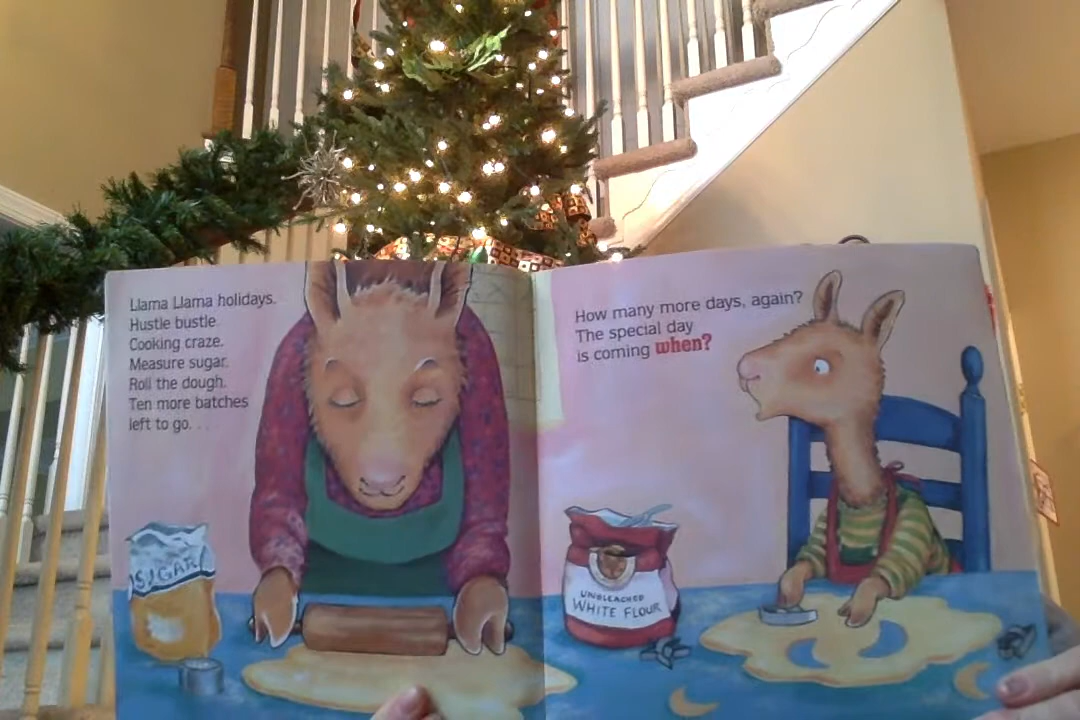 Llama Llama holidays.
Hustle bustle.
Cooking craze.
Measure sugar.
Roll the dough.
Ten more batches
left to go. . .
How many more days, again?
The special day
is coming when?
SUGAR
UNBLEACHED
WHITE FLOUR